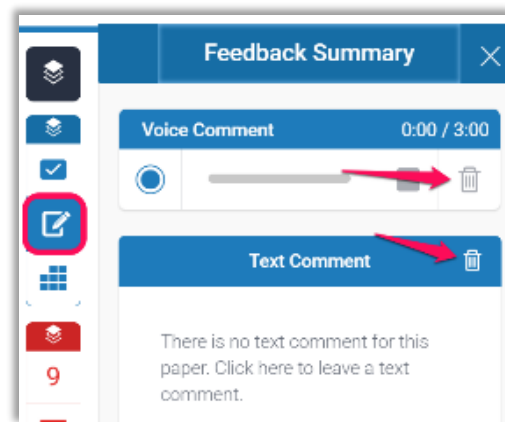 Feedback Summary
Voice Comment 0:00 / 3:00
Text Comment
There is no text comment for this
paper. Click here to leave a text
comment.
9